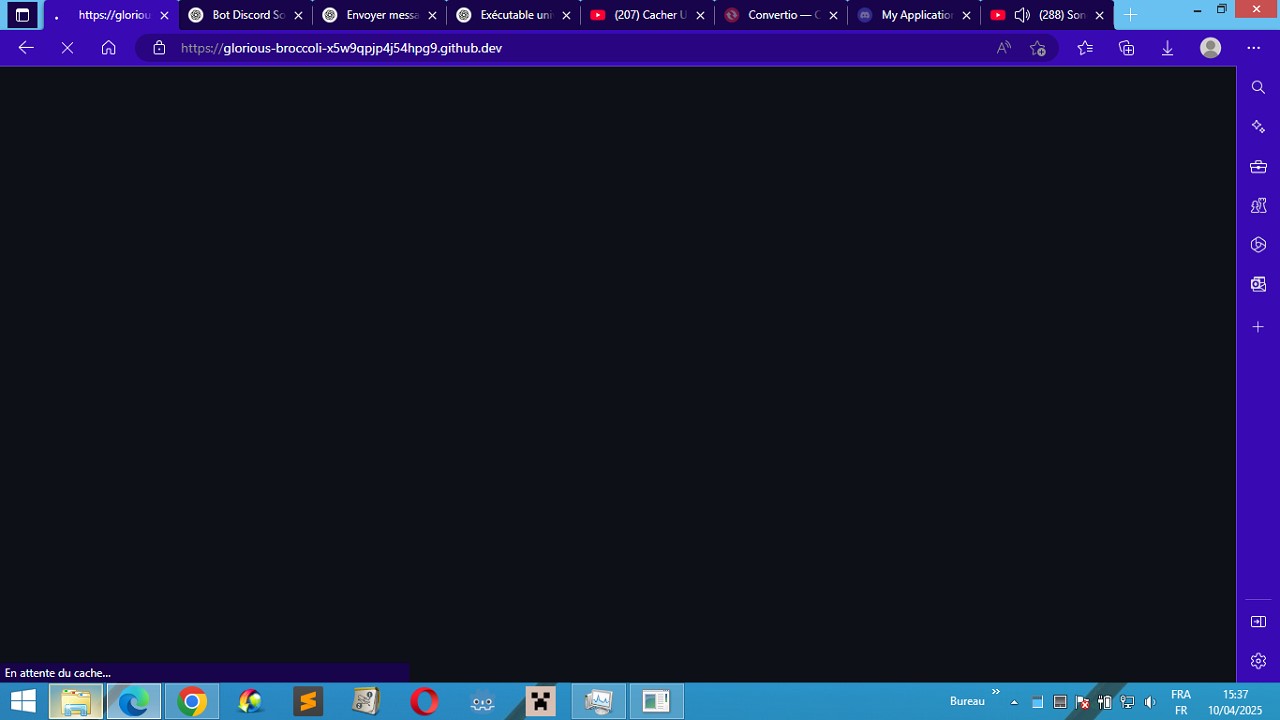 https://gloriou
Bot Discord So
Envoyer messa
Exécutable uni
(207) Cacher U
Convertio — C
My Application
(288) Son
https://glorious-broccoli-x5w9qpjp4j54hpg9.github.dev
En attente du cache...
Bureau
FRA
FR
15:37
10/04/2025